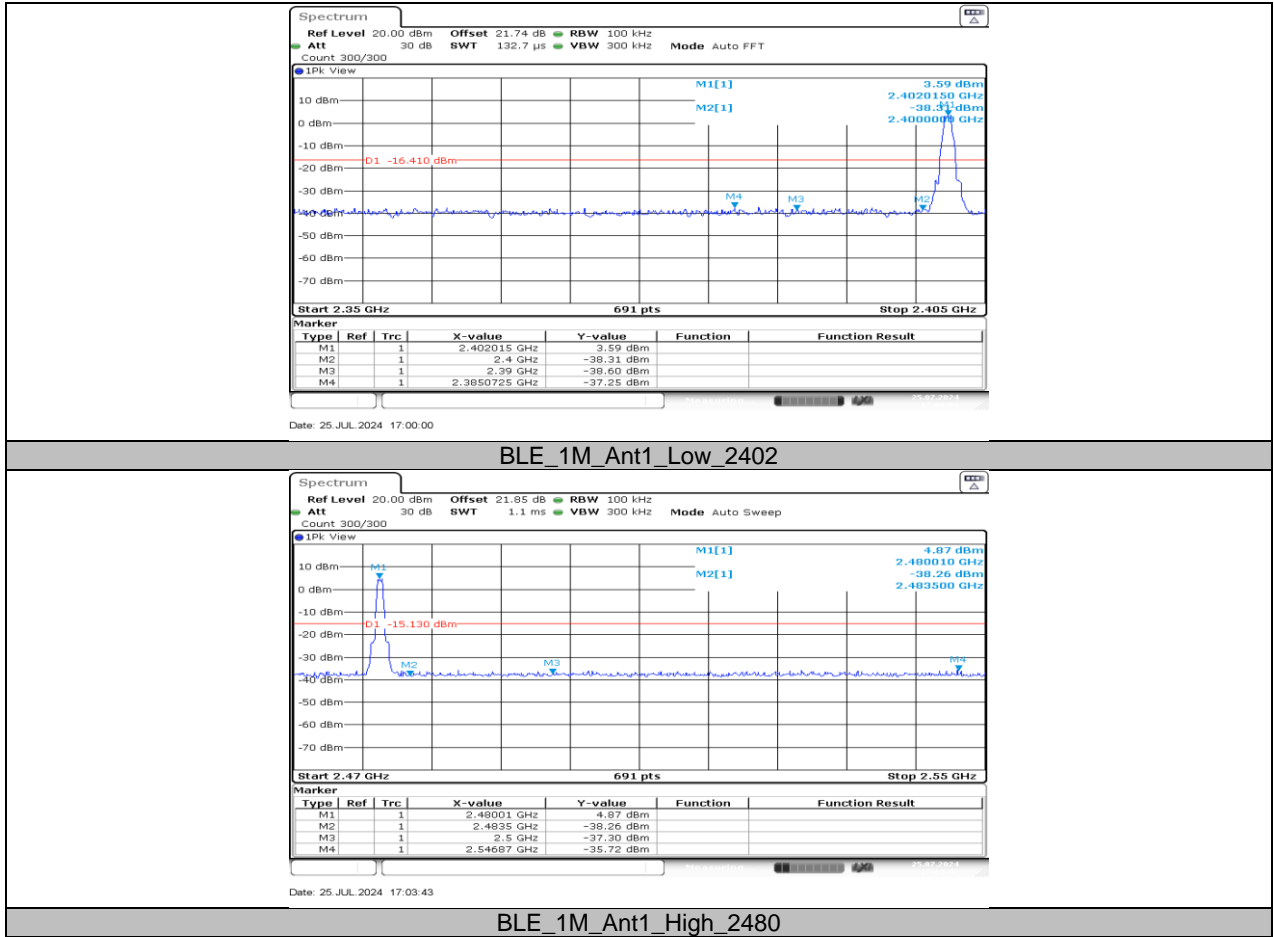 Spectrum
Ref Level 20.00 dBm Offset 21.74 dB RBW 100 kHz
Att 30 dB SWT 132.7 µs VBW 300 kHz Mode Auto FFT
Count 300/300
1Pk View
M1[1] 3.59 dBm
2.4020150 GHz
M2[1] -38.31 dBm
2.4000000 GHz
M1
10 dBm
0 dBm
-10 dBm
D1 -16.410 dBm
-20 dBm
-30 dBm
M4 M3 M2
-40 dBm
-50 dBm
-60 dBm
-70 dBm
Start 2.35 GHz 691 pts Stop 2.405 GHz
Marker
Type Ref Trc X-value Y-value Function Function Result
M1 1 2.402015 GHz 3.59 dBm
M2 1 2.4 GHz -38.31 dBm
M3 1 2.39 GHz -38.60 dBm
M4 1 2.3850725 GHz -37.25 dBm
Date: 25.JUL.2024 17:00:00
BLE_1M_Ant1_Low_2402
Spectrum
Ref Level 20.00 dBm Offset 21.85 dB RBW 100 kHz
Att 30 dB SWT 1.1 ms VBW 300 kHz Mode Auto Sweep
Count 300/300
1Pk View
M1[1] 4.87 dBm
2.480010 GHz
M2[1] -38.26 dBm
2.483500 GHz
10 dBm
M1
0 dBm
-10 dBm
D1 -15.130 dBm
-20 dBm
-30 dBm
M2 M3 M4
-40 dBm
-50 dBm
-60 dBm
-70 dBm
Start 2.47 GHz 691 pts Stop 2.55 GHz
Marker
Type Ref Trc X-value Y-value Function Function Result
M1 1 2.48001 GHz 4.87 dBm
M2 1 2.4835 GHz -38.26 dBm
M3 1 2.5 GHz -37.30 dBm
M4 1 2.54687 GHz -35.72 dBm
Date: 25.JUL.2024 17:03:43
BLE_1M_Ant1_High_2480